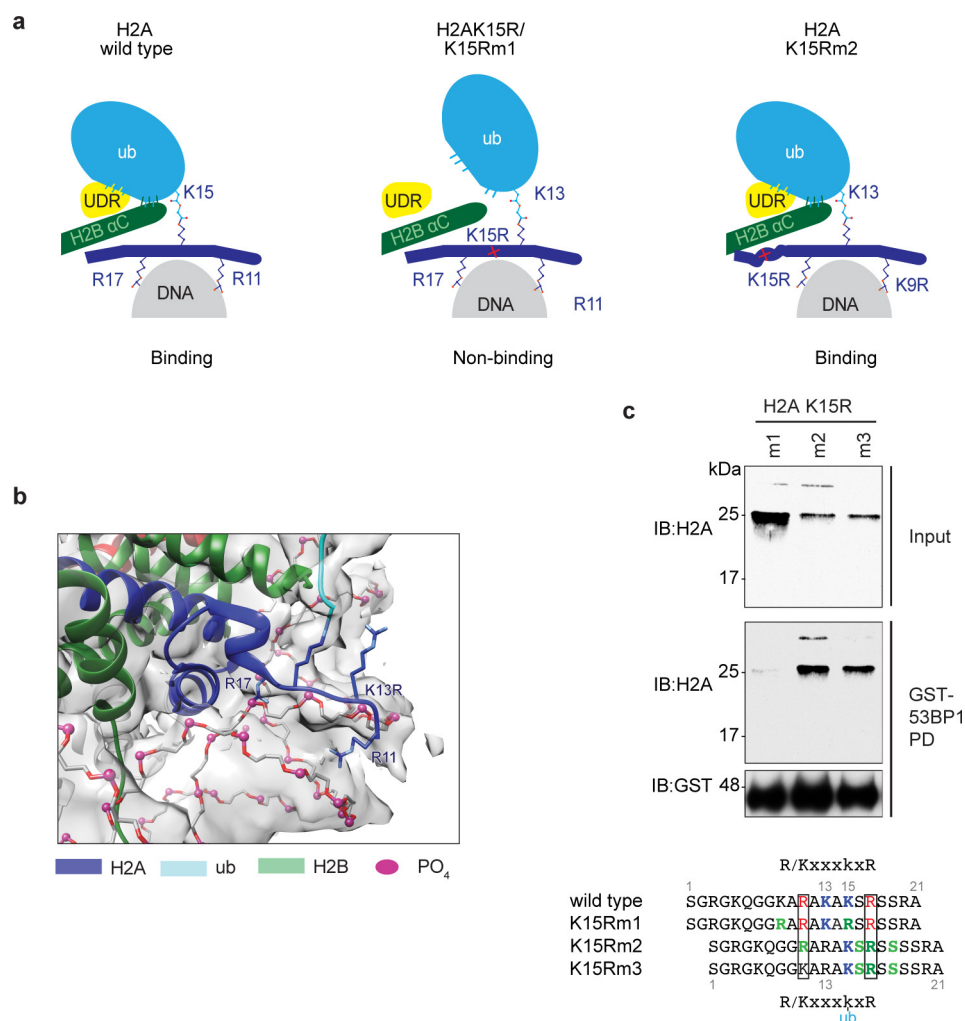 a
H2A
wild type
H2AK15R/
K15Rm1
H2A
K15Rm2
ub
UDR
K15
H2B αC
R17
DNA
R11
Binding
ub
UDR
K13
H2B αC
K15R
R17
DNA
R11
Non-binding
ub
UDR
K13
H2B αC
K15R
DNA
K9R
Binding
b
R17
K13R
R11
H2A
ub
H2B
PO4
c
H2A K15R
m1 m2 m3
kDa
IB:H2A
25
17
Input
IB:H2A
25
17
GST-
53BP1
PD
IB:GST 48
R/KxxxkxxR
1 13 15 21
wild type SGRGKQGGKARAKAKSRSSRA
K15Rm1 SGRGKQGGRARAKARSRSSRA
K15Rm2 SGRGKQGGRARAKSRSSSRA
K15Rm3 SGRGKQGGKARAKSRSSSRA
1 13 21
R/KxxxkxxR
ub